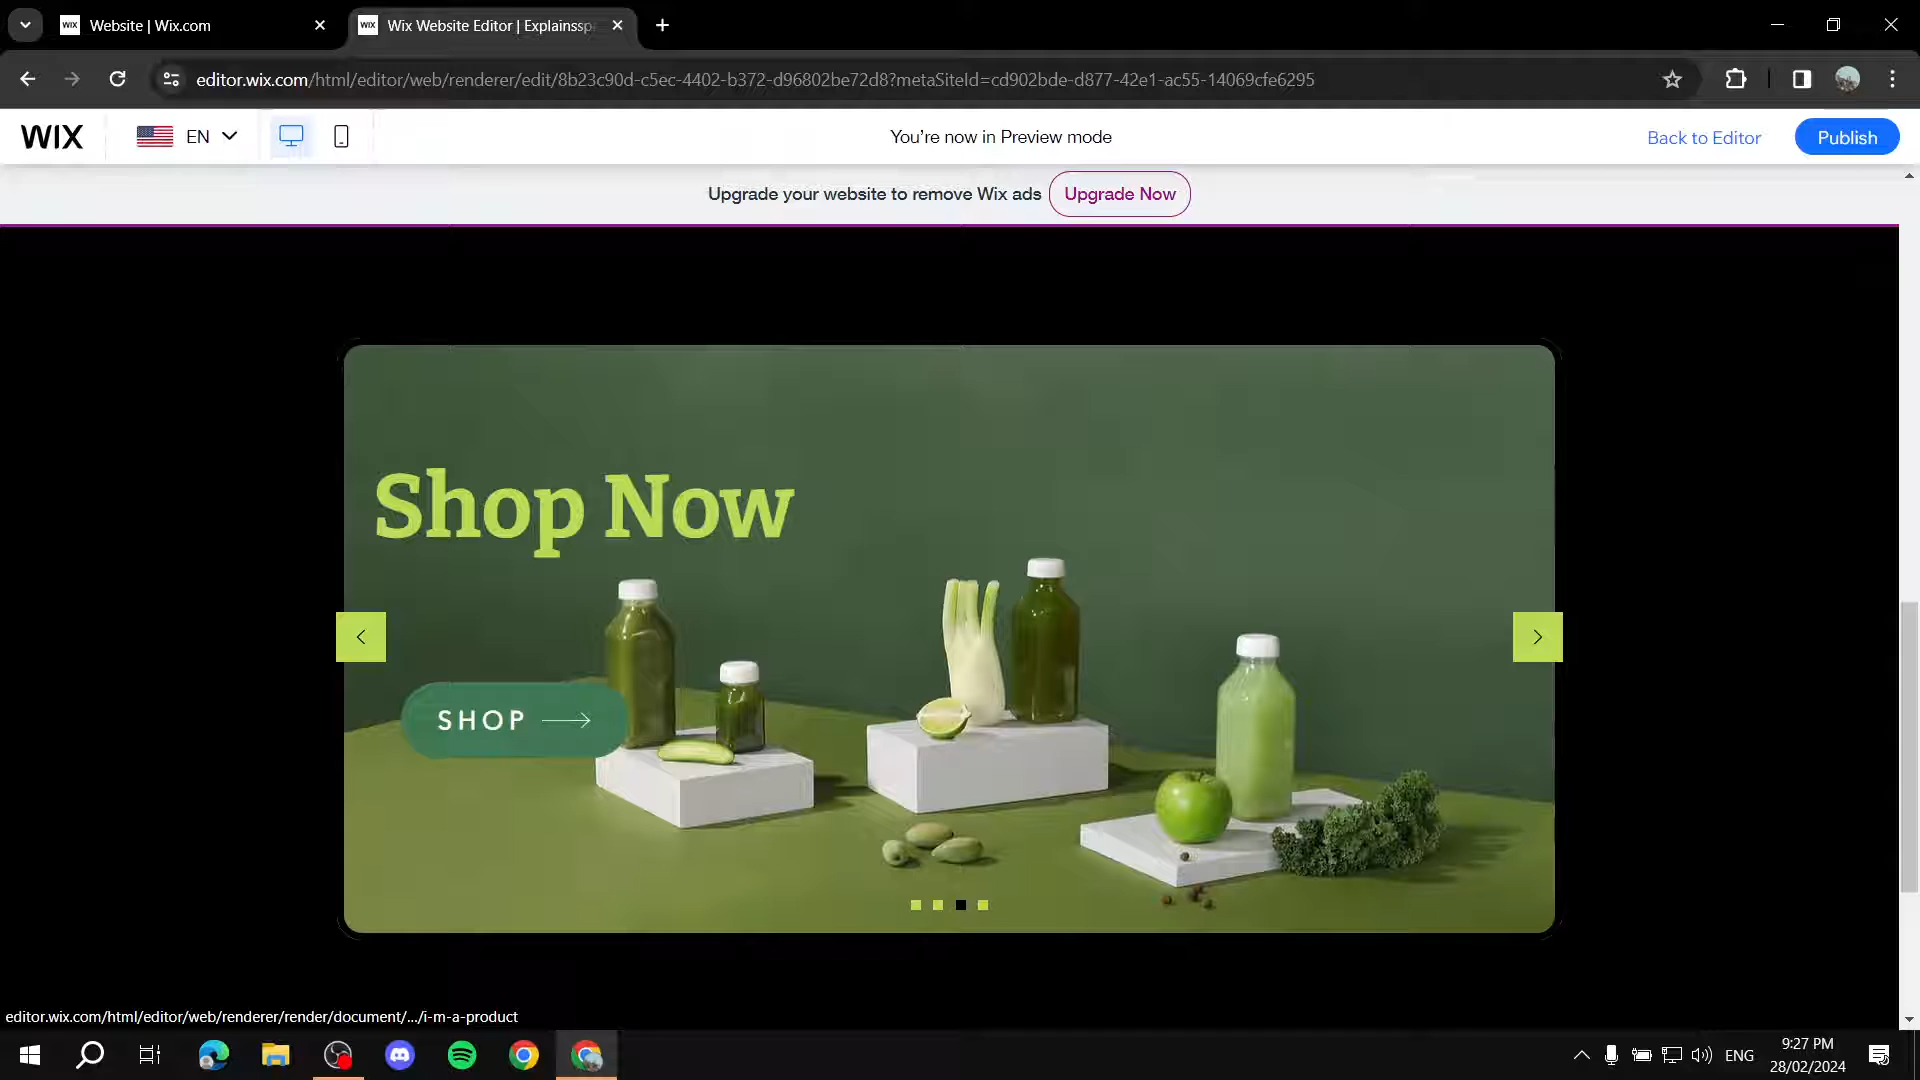 Website | Wix.com
Wix Website Editor | Explainssp
editor.wix.com/html/editor/web/renderer/edit/8b23c90d-c5ec-4402-b372-d96802be72d8?metaSiteId=cd902bde-d877-42e1-ac55-14069cfe6295
WIX
EN
You're now in Preview mode
Back to Editor
Publish
Upgrade your website to remove Wix ads
Upgrade Now
Shop Now
SHOP
editor.wix.com/html/editor/web/renderer/render/document/.../i-m-a-product
ENG
9:27 PM
28/02/2024